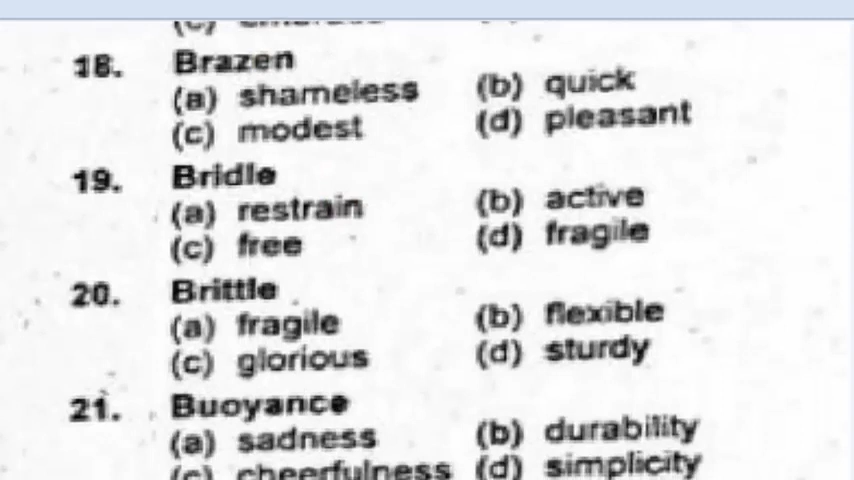 18. Brazen
(a) shameless (b) quick
(c) modest (d) pleasant
19. Bridle
(a) restrain (b) active
(c) free (d) fragile
20. Brittle
(a) fragile (b) flexible
(c) glorious (d) sturdy
21. Buoyance
(a) sadness (b) durability
(c) cheerfulness (d) simplicity